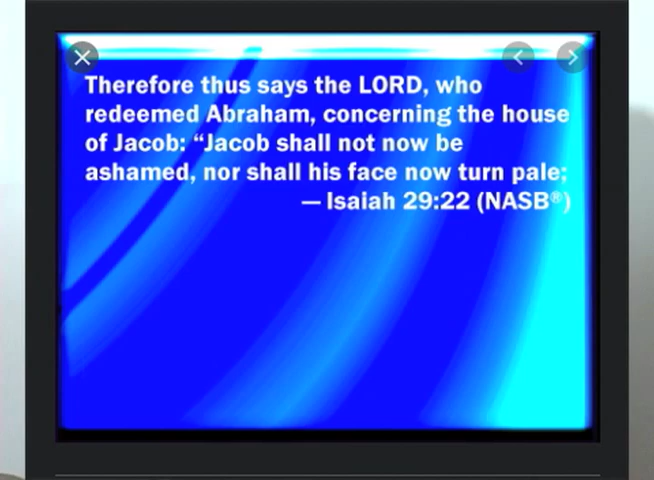 Therefore thus says the LORD, who
redeemed Abraham, concerning the house
of Jacob: “Jacob shall not now be
ashamed, nor shall his face now turn pale;
— Isaiah 29:22 (NASB®)